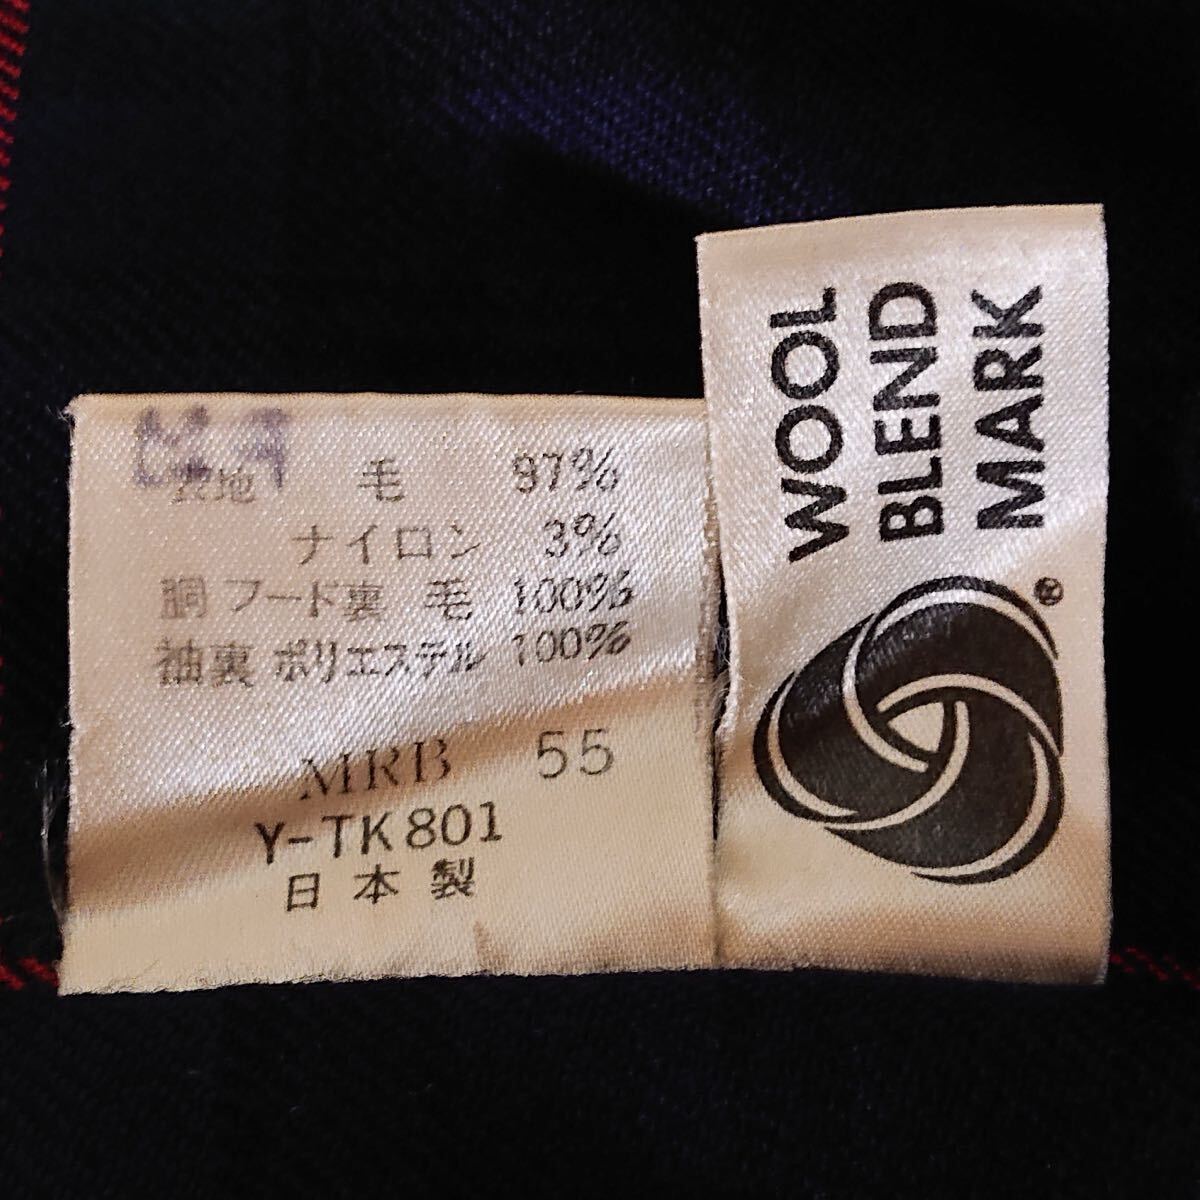 表地 毛 97%
ナイロン 3%
胴 フード裏 毛 100%
袖裏 ポリエステル 100%
MRB 55
Y-TK801
日本製
WOOL
BLEND
MARK
®